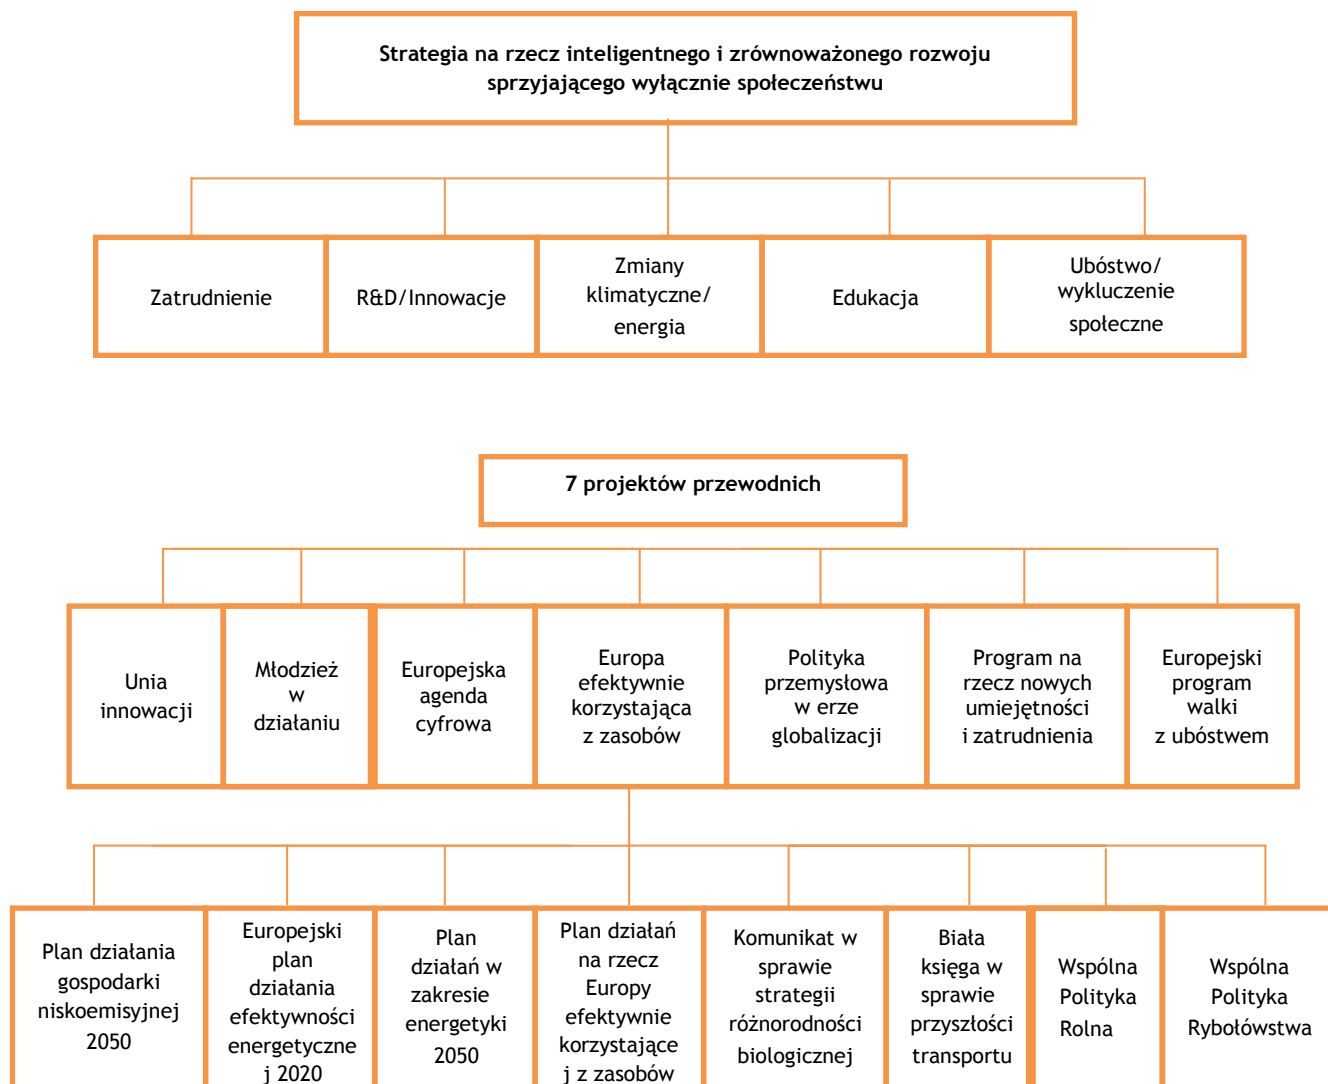 Strategia na rzecz inteligentnego i zrównoważonego rozwoju
sprzyjającego wyłącznie społeczeństwu
Zatrudnienie
R&D/Innowacje
Zmiany
klimatyczne/
energia
Edukacja
Ubóstwo/
wykluczenie
społeczne
7 projektów przewodnich
Unia
innowacji
Młodzież
w
działaniu
Europejska
agenda
cyfrowa
Europa
efektywnie
korzystająca
z zasobów
Polityka
przemysłowa
w erze
globalizacji
Program na
rzecz nowych
umiejętności
i zatrudnienia
Europejski
program
walki
z ubóstwem
Plan działania
gospodarki
niskoemisyjnej
2050
Europejski
plan
działania
efektywności
energetyczne
j 2020
Plan
działań w
zakresie
energetyki
2050
Plan działań
na rzecz
Europy
efektywnie
korzystające
j z zasobów
Komunikat w
sprawie
strategii
różnorodności
biologicznej
Biała
księga w
sprawie
przyszłości
transportu
Wspólna
Polityka
Rolna
Wspólna
Polityka
Rybołówstwa